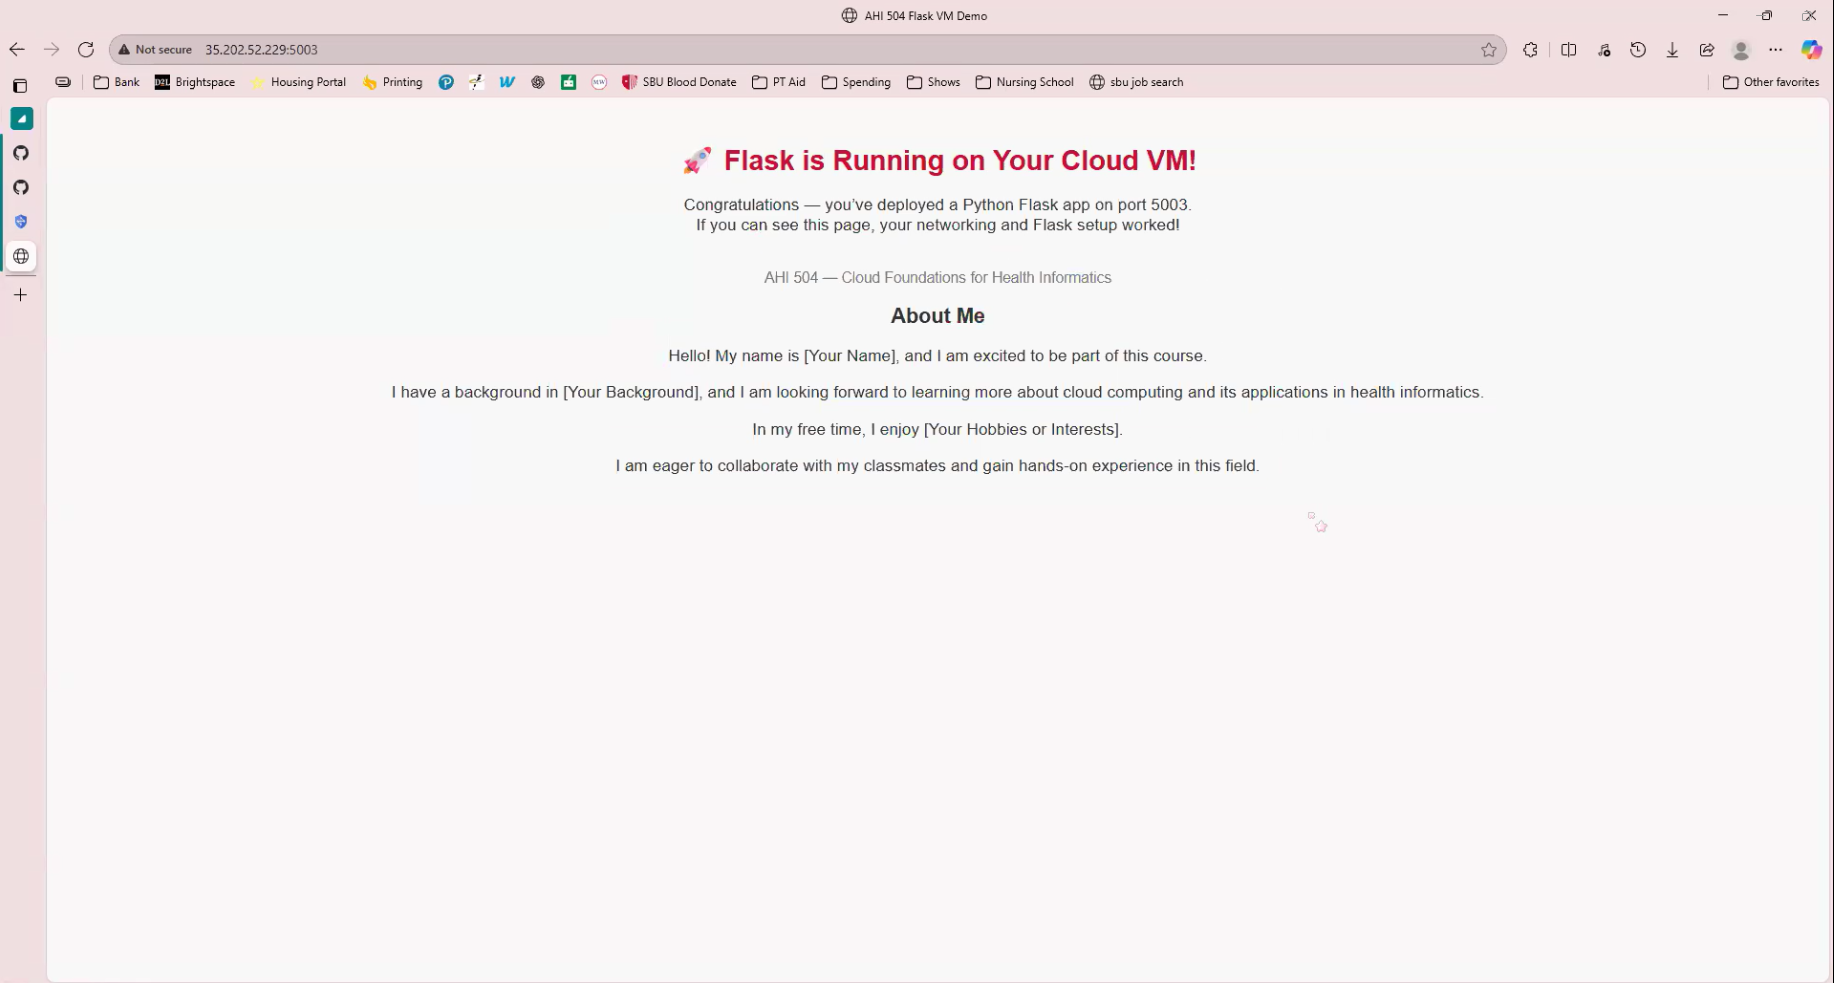 AHI 504 Flask VM Demo
Not secure 35.202.52.229:5003
Bank D2L Brightspace Housing Portal Printing W MW SBU Blood Donate PT Aid Spending Shows Nursing School sbu job search Other favorites
🚀 Flask is Running on Your Cloud VM!
Congratulations — you’ve deployed a Python Flask app on port 5003.
If you can see this page, your networking and Flask setup worked!
AHI 504 — Cloud Foundations for Health Informatics
About Me
Hello! My name is [Your Name], and I am excited to be part of this course.
I have a background in [Your Background], and I am looking forward to learning more about cloud computing and its applications in health informatics.
In my free time, I enjoy [Your Hobbies or Interests].
I am eager to collaborate with my classmates and gain hands-on experience in this field.